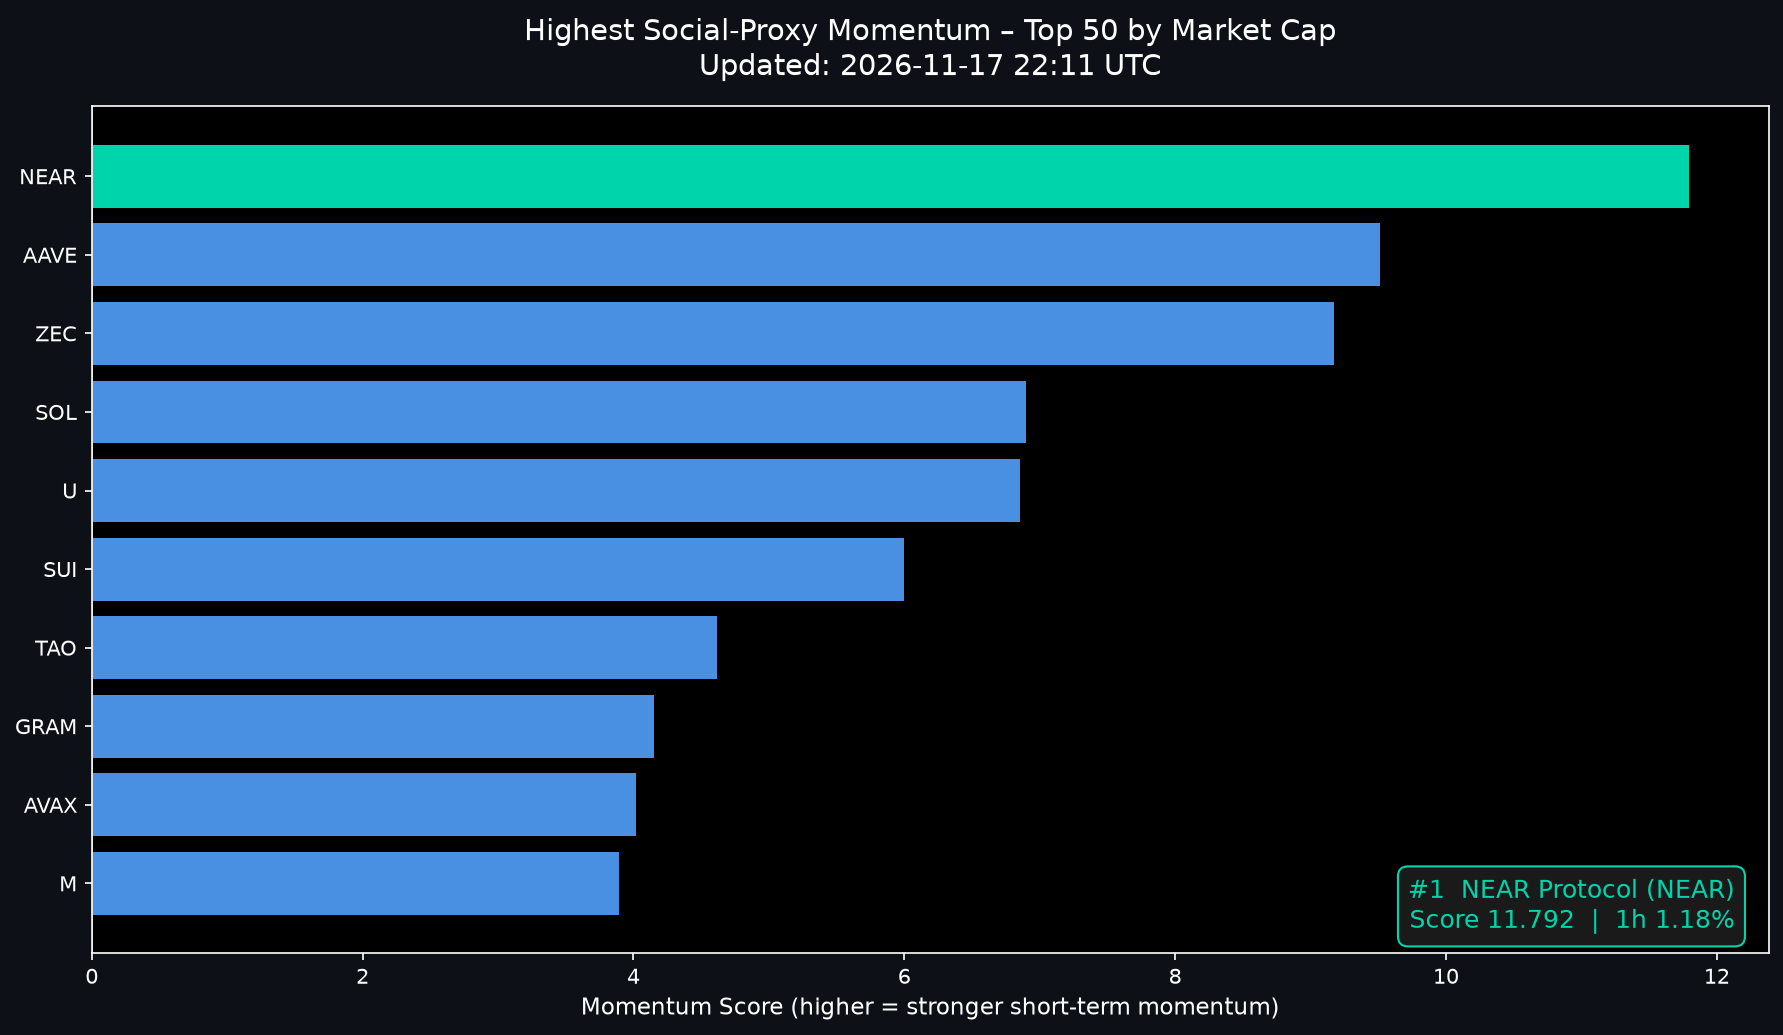 Highest Social-Proxy Momentum – Top 50 by Market Cap
Updated: 2026-11-17 22:11 UTC
NEAR
AAVE
ZEC
SOL
U
SUI
TAO
GRAM
AVAX
M
#1  NEAR Protocol (NEAR)
Score 11.792  |  1h 1.18%
0 2 4 6 8 10 12
Momentum Score (higher = stronger short-term momentum)